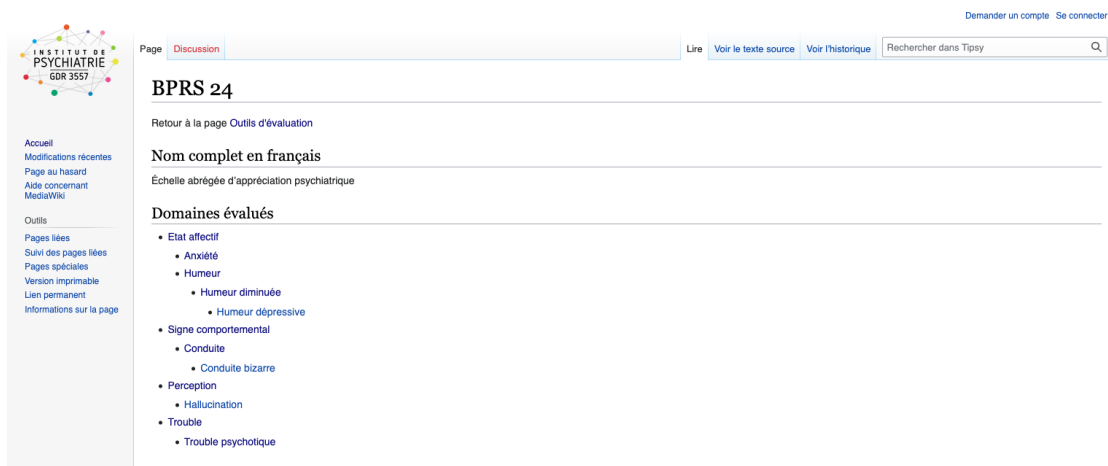 Demander un compte Se connecter
INSTITUT DE
PSYCHIATRIE
GDR 3557
Page Discussion Lire Voir le texte source Voir l'historique Rechercher dans Tipsy
BPRS 24
Retour à la page Outils d'évaluation
Accueil
Modifications récentes
Page au hasard
Aide concernant
MediaWiki
Outils
Pages liées
Suivi des pages liées
Pages spéciales
Version imprimable
Lien permanent
Informations sur la page
Nom complet en français
Échelle abrégée d'appréciation psychiatrique
Domaines évalués
Etat affectif
Anxiété
Humeur
Humeur diminuée
Humeur dépressive
Signe comportemental
Conduite
Conduite bizarre
Perception
Hallucination
Trouble
Trouble psychotique